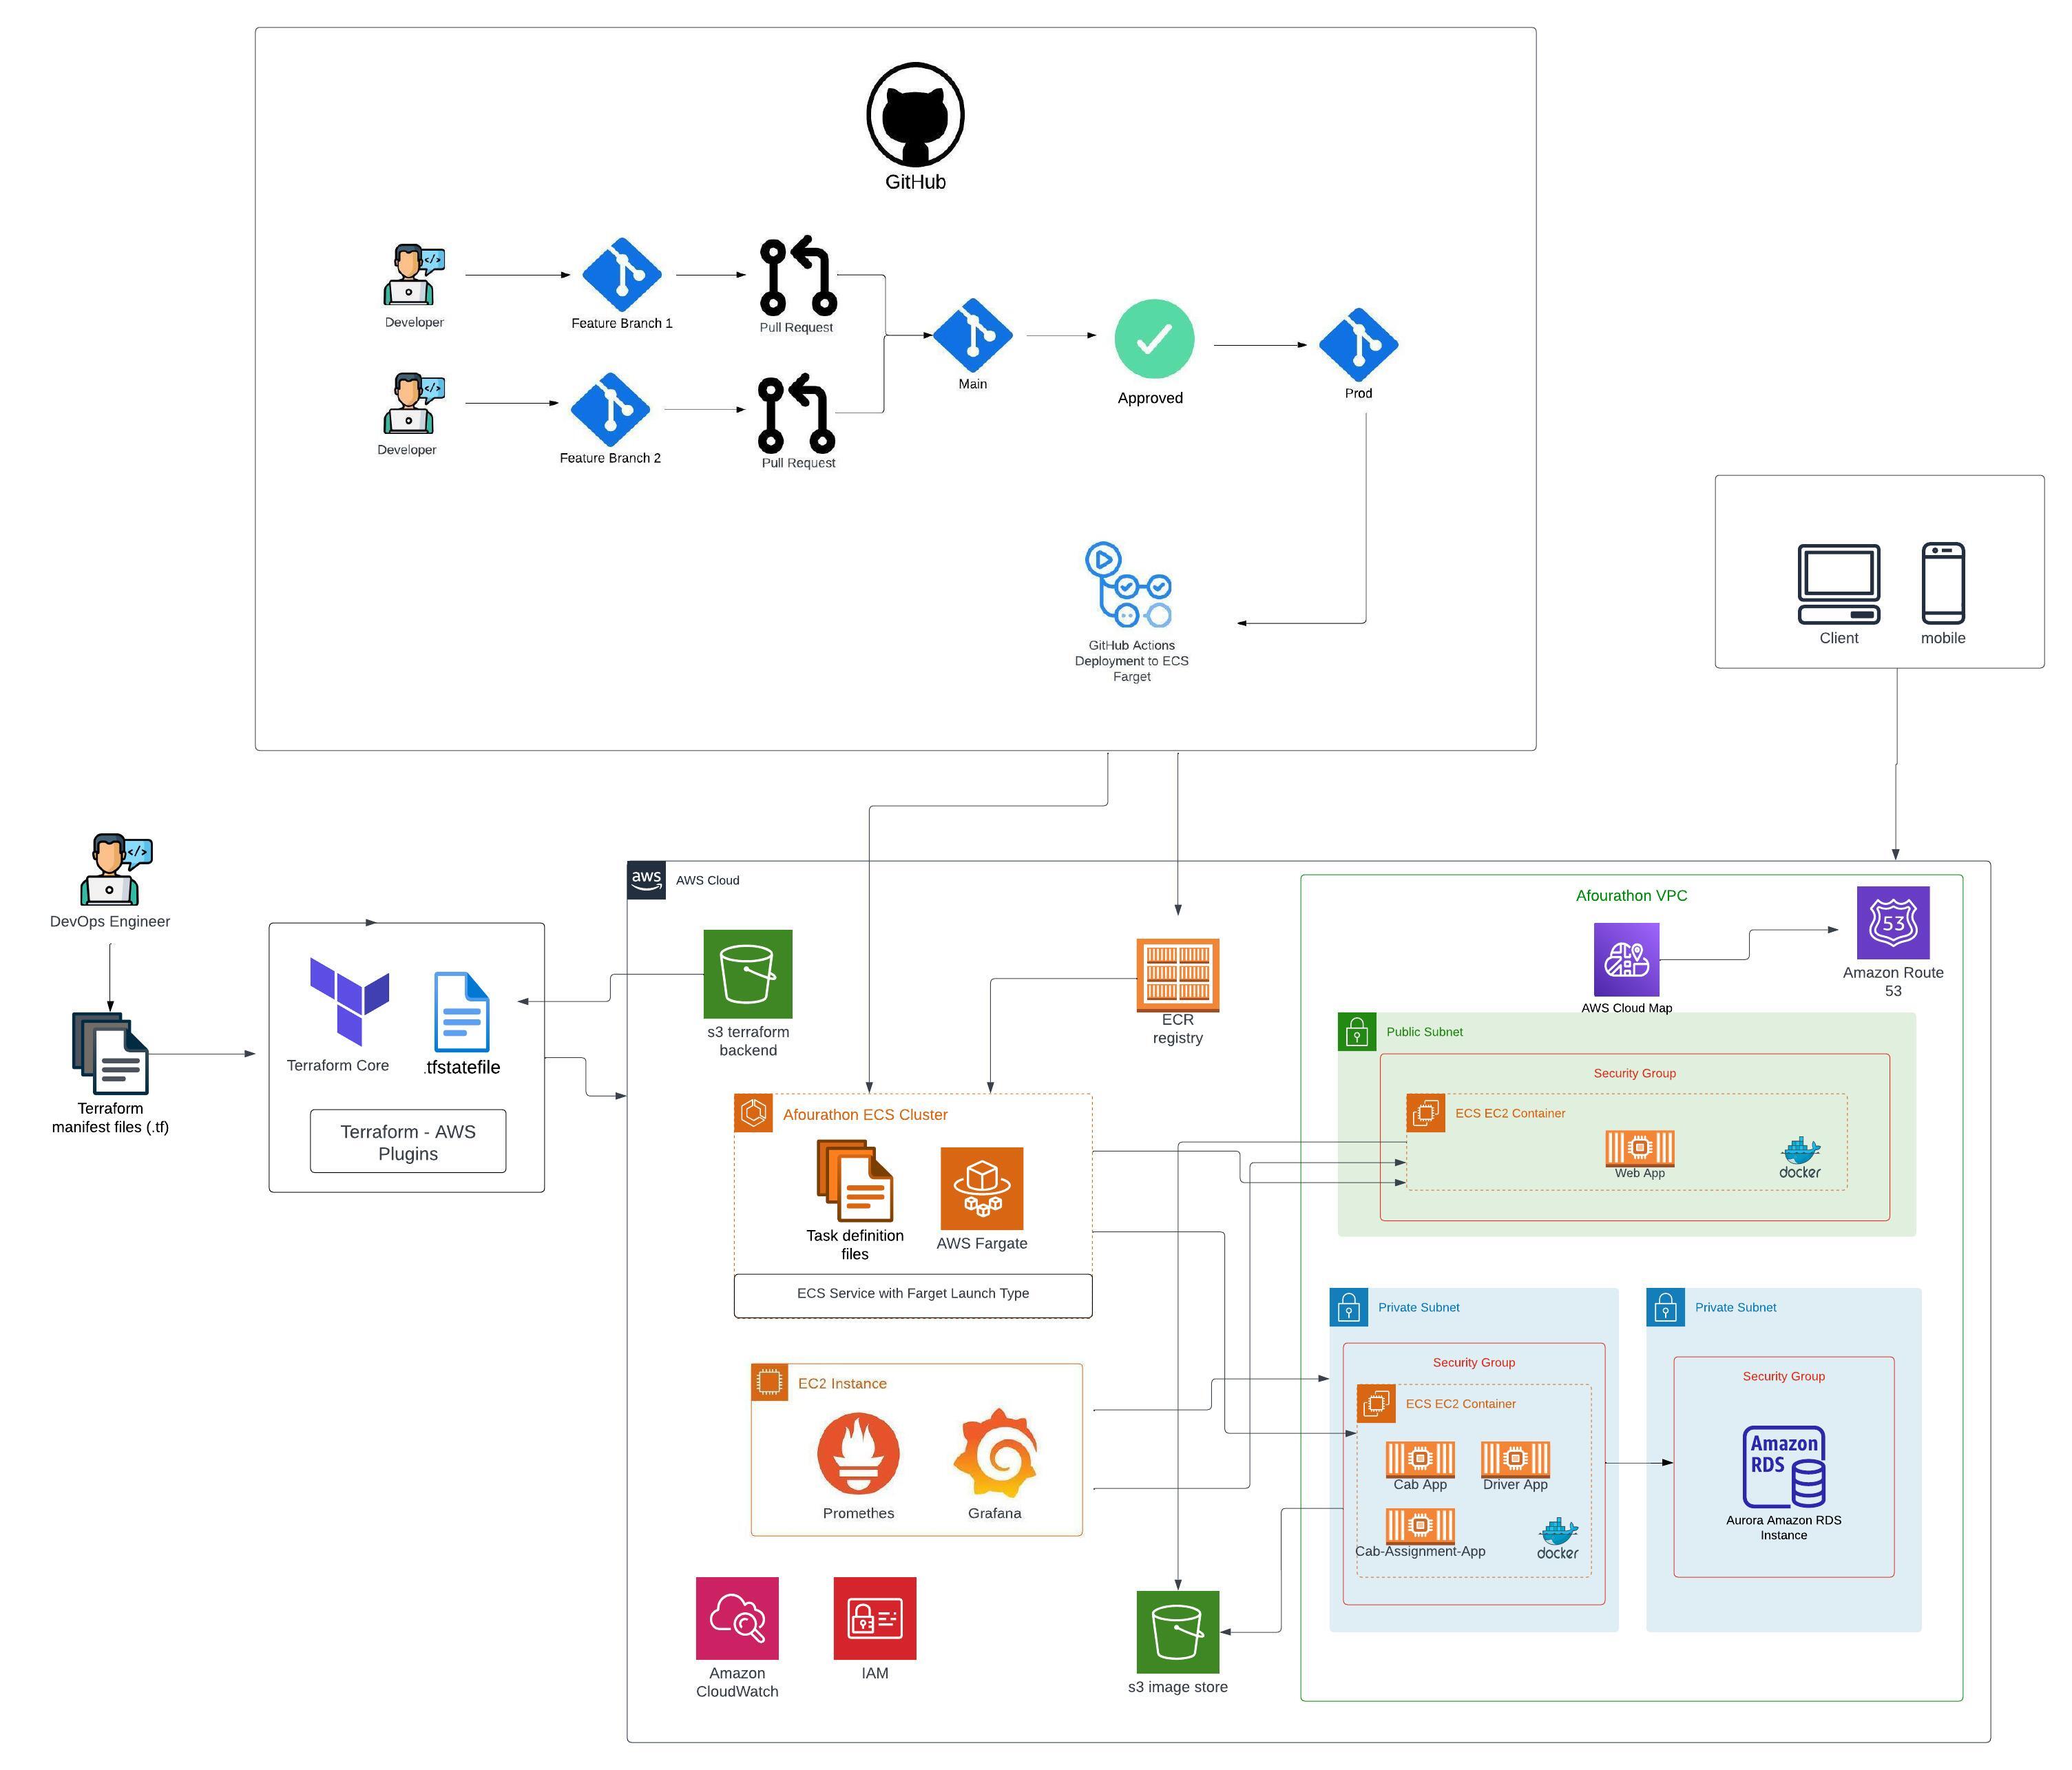 GitHub
Developer
Feature Branch 1
Pull Request
Main
Approved
Prod
Developer
Feature Branch 2
Pull Request
GitHub Actions
Deployment to ECS
Farget
Client
mobile
DevOps Engineer
Terraform
manifest files (.tf)
Terraform Core
.tfstatefile
Terraform - AWS
Plugins
aws
AWS Cloud
s3 terraform
backend
ECR
registry
Afourathon ECS Cluster
Task definition
files
AWS Fargate
ECS Service with Farget Launch Type
EC2 Instance
Promethes
Grafana
Amazon
CloudWatch
IAM
s3 image store
Afourathon VPC
AWS Cloud Map
53
Amazon Route
53
Public Subnet
Security Group
ECS EC2 Container
Web App
docker
Private Subnet
Security Group
ECS EC2 Container
Cab App
Driver App
Cab-Assignment-App
docker
Private Subnet
Security Group
Amazon
RDS
Aurora Amazon RDS
Instance